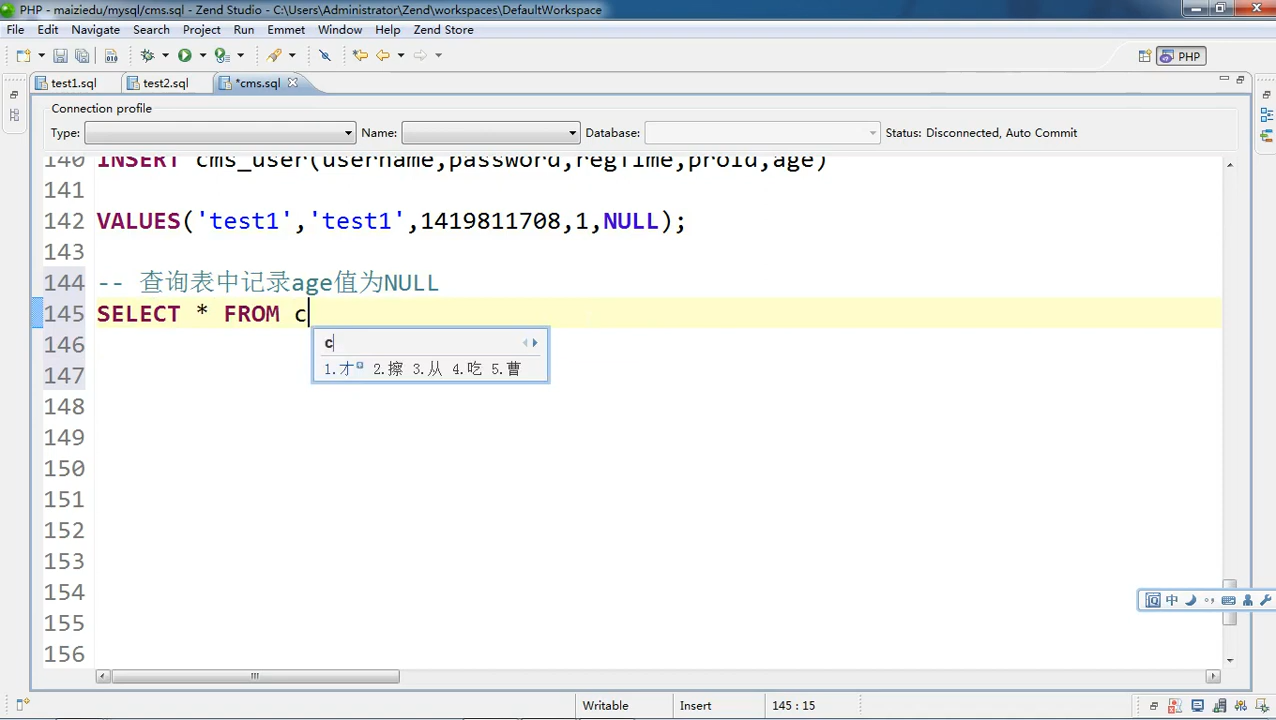 PHP - maiziedu/mysql/cms.sql - Zend Studio - C:\Users\Administrator\Zend\workspaces\DefaultWorkspace
File Edit Navigate Search Project Run Emmet Window Help Zend Store
PHP
test1.sql test2.sql *cms.sql
Connection profile
Type: Name: Database: Status: Disconnected, Auto Commit
140 INSERT cms_user(username,password,regTime,proId,age)
141
142 VALUES('test1','test1',1419811708,1,NULL);
143
144 -- 查询表中记录age值为NULL
145 SELECT * FROM c
146 c
147 1.才 2.擦 3.从 4.吃 5.曹
148
149
150
151
152
153
154 中
155
156
Writable Insert 145 : 15